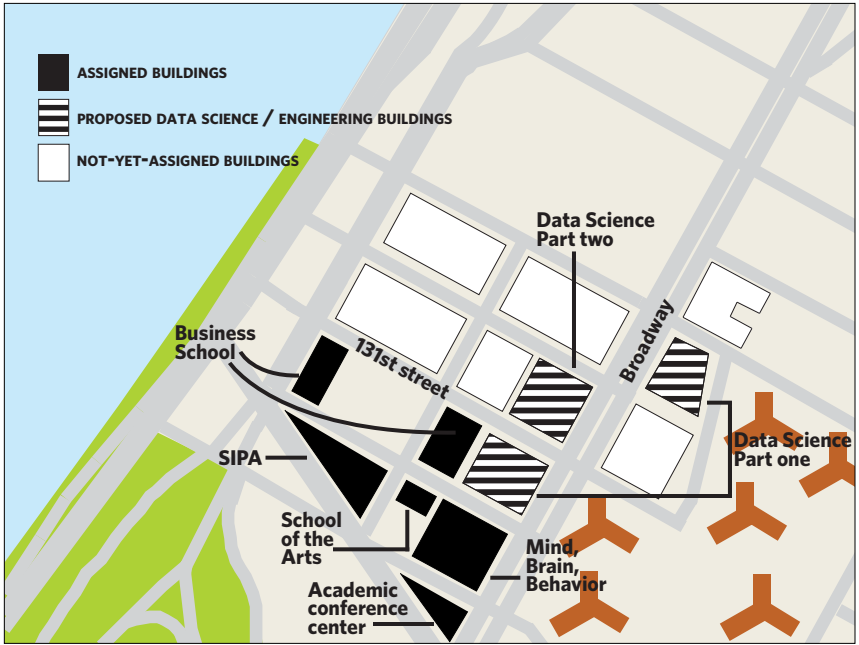 ASSIGNED BUILDINGS
PROPOSED DATA SCIENCE / ENGINEERING BUILDINGS
NOT-YET-ASSIGNED BUILDINGS
Data Science
Part two
Broadway
Business
School
131st street
Data Science
Part one
SIPA
School
of the
Arts
Mind,
Brain,
Behavior
Academic
conference
center